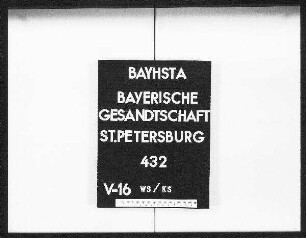 BAYHSTA
BAYERISCHE
GESANDTSCHAFT
ST.PETERSBURG
432
V-16 WS/KS